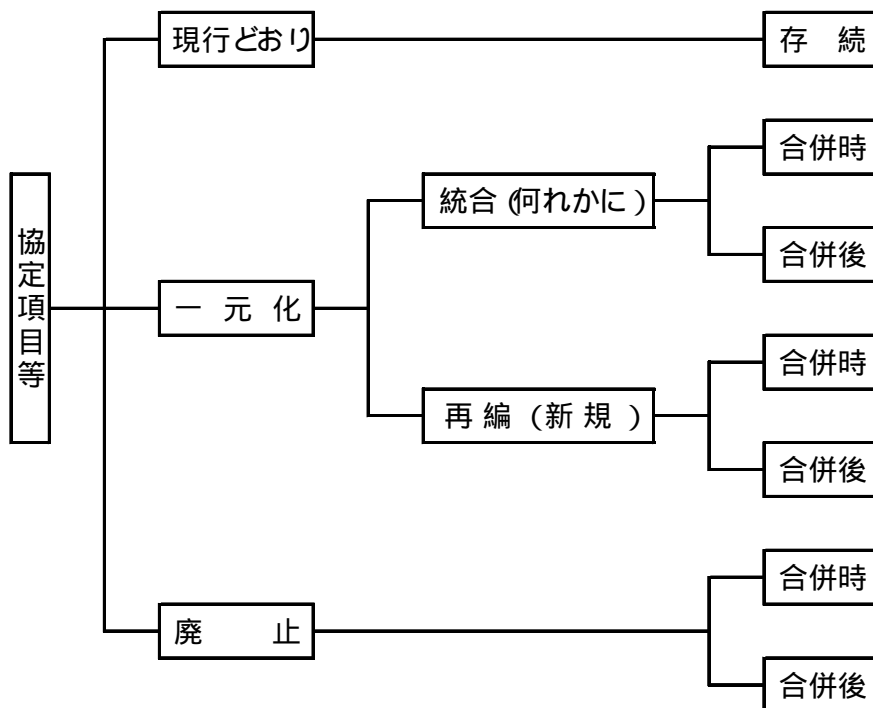 協定項目等
現行どおり
存続
一元化
統合(何れかに)
合併時
合併後
再編(新規)
合併時
合併後
廃止
合併時
合併後